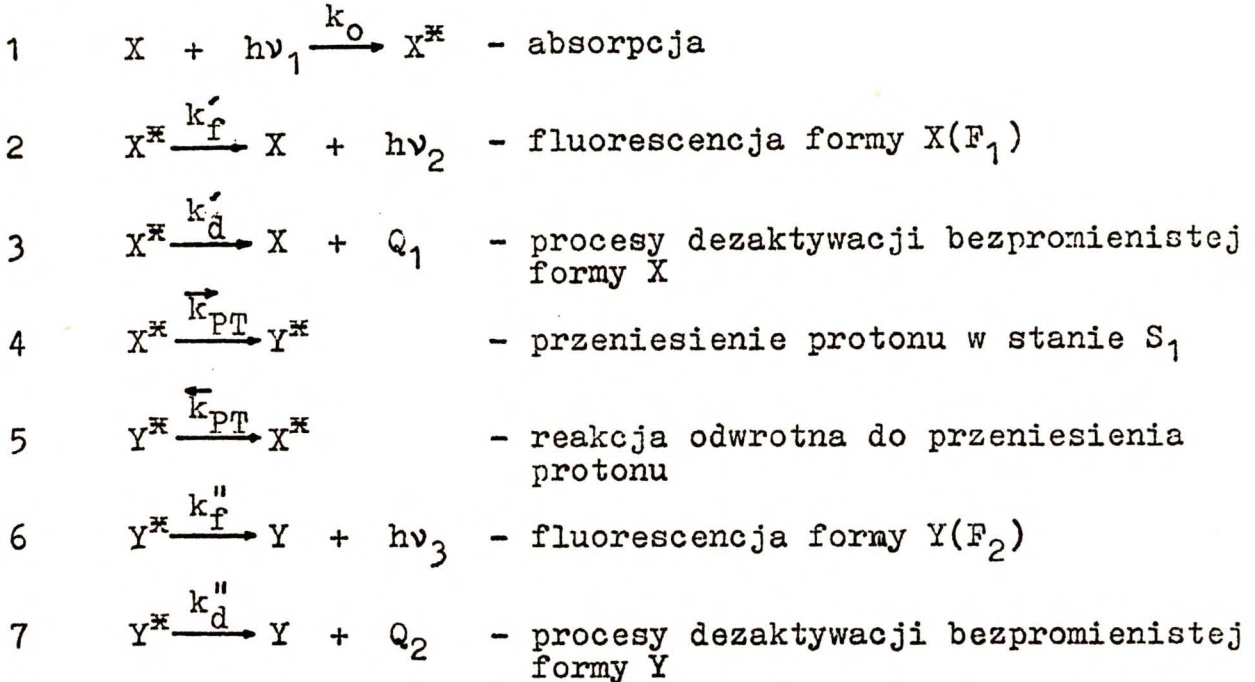 1 X + hν₁ —k₀→ X* - absorpcja
2 X* —k′f→ X + hν₂ - fluorescencja formy X(F₁)
3 X* —k′d→ X + Q₁ - procesy dezaktywacji bezpromienistej
formy X
4 X* —k⃗PT→ Y* - przeniesienie protonu w stanie S₁
5 Y* —k⃖PT→ X* - reakcja odwrotna do przeniesienia
protonu
6 Y* —k″f→ Y + hν₃ - fluorescencja formy Y(F₂)
7 Y* —k″d→ Y + Q₂ - procesy dezaktywacji bezpromienistej
formy Y